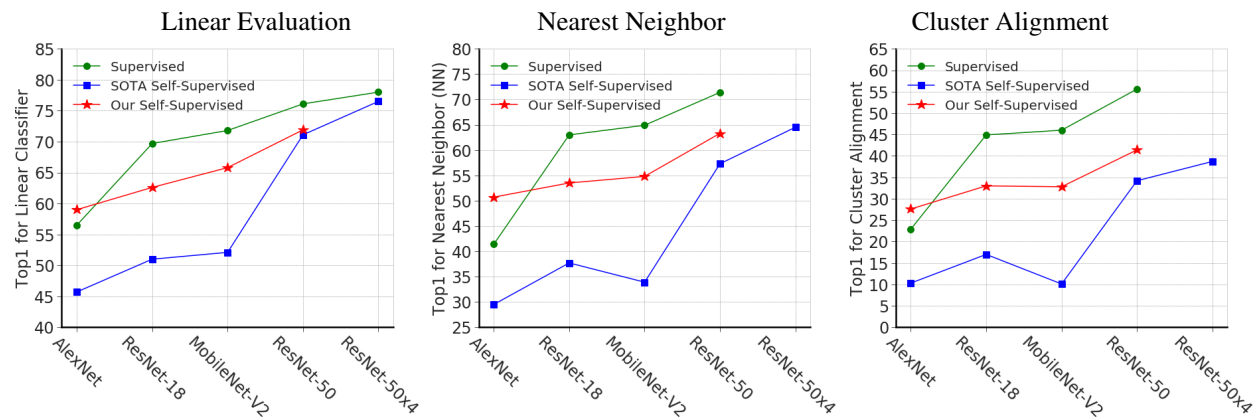 Linear Evaluation
85
80
75
70
65
60
55
50
45
40
Top1 for Linear Classifier
Supervised
SOTA Self-Supervised
Our Self-Supervised
AlexNet
ResNet-18
MobileNet-V2
ResNet-50
ResNet-50x4
Nearest Neighbor
80
75
70
65
60
55
50
45
40
35
30
25
Top1 for Nearest Neighbor (NN)
Supervised
SOTA Self-Supervised
Our Self-Supervised
AlexNet
ResNet-18
MobileNet-V2
ResNet-50
ResNet-50x4
Cluster Alignment
65
60
55
50
45
40
35
30
25
20
15
10
5
0
Top1 for Cluster Alignment
Supervised
SOTA Self-Supervised
Our Self-Supervised
AlexNet
ResNet-18
MobileNet-V2
ResNet-50
ResNet-50x4